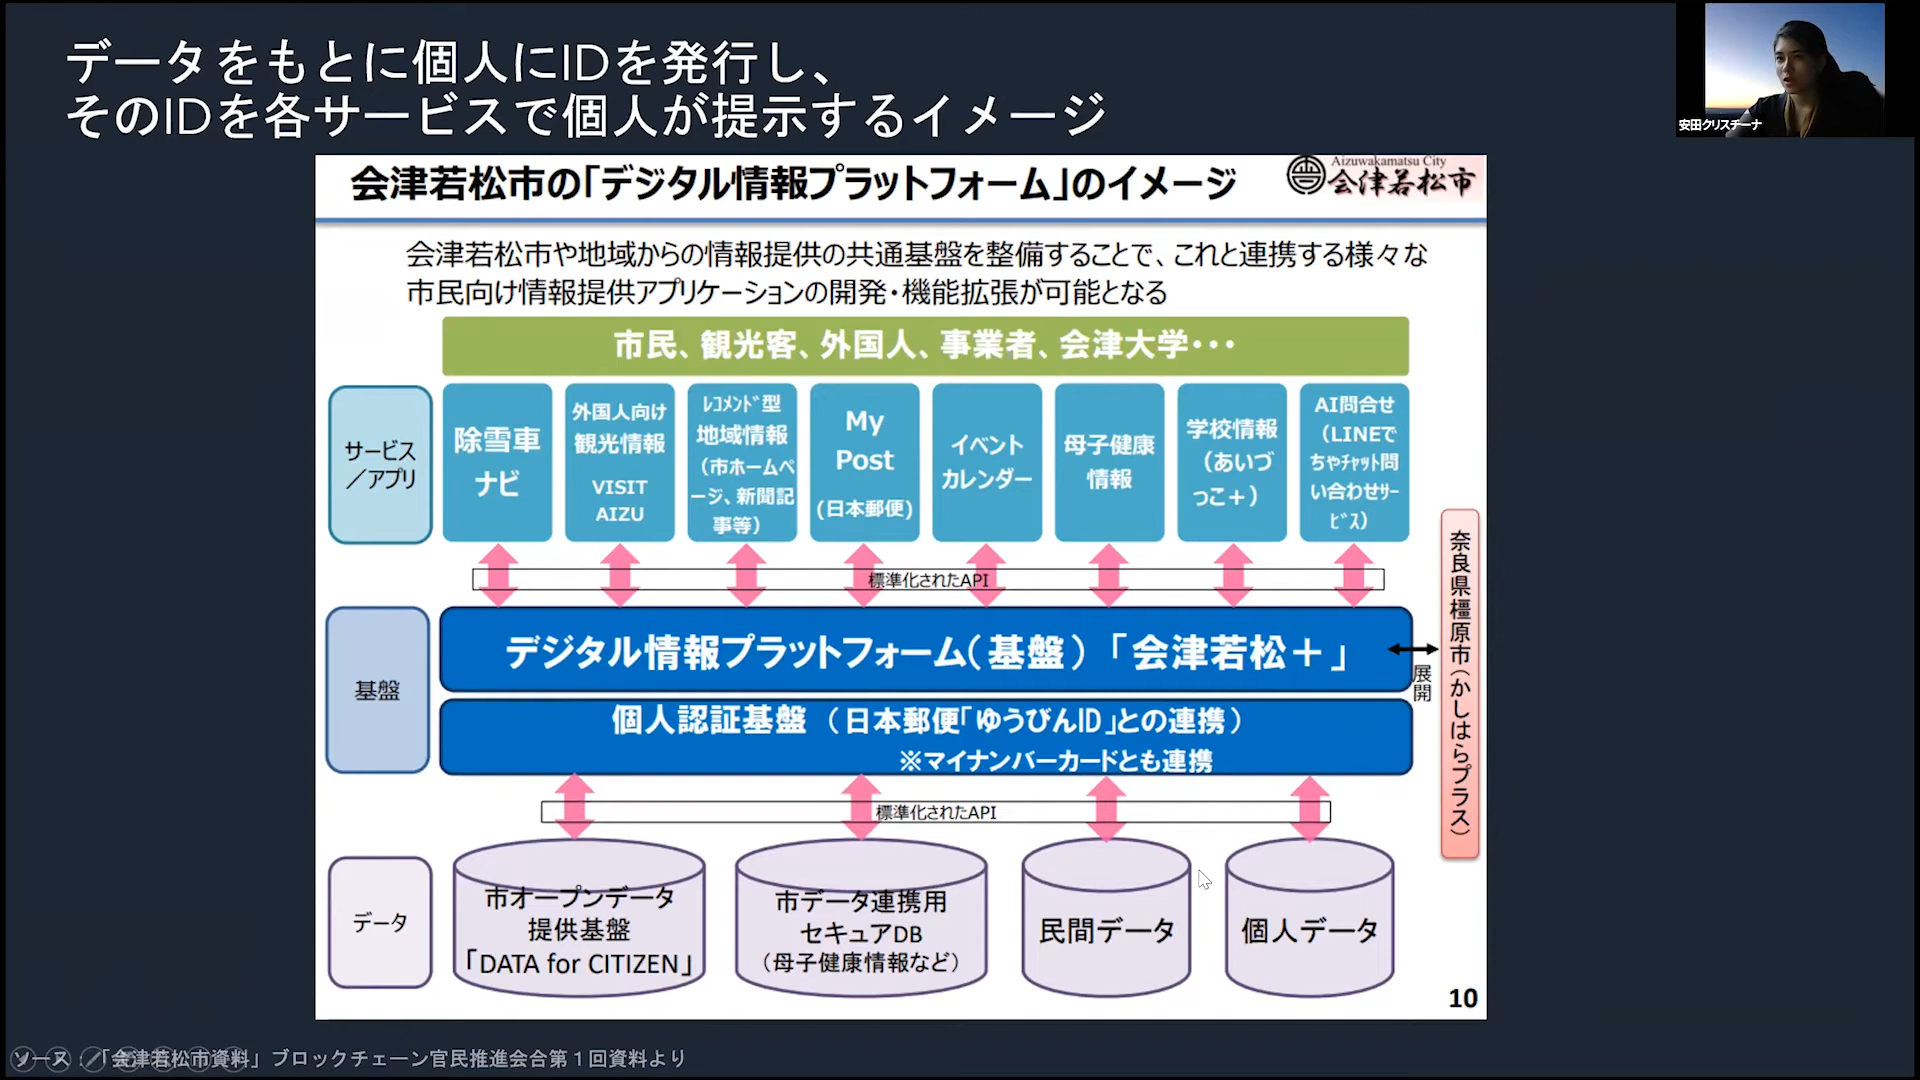 データをもとに個人にIDを発行し、
そのIDを各サービスで個人が提示するイメージ
安田クリスチーナ
会津若松市の｢デジタル情報プラットフォーム｣のイメージ
Aizuwakamatsu City
会津若松市
会津若松市や地域からの情報提供の共通基盤を整備することで、これと連携する様々な
市民向け情報提供アプリケーションの開発・機能拡張が可能となる
市民、観光客、外国人、事業者、会津大学・・・
サービス
／アプリ
除雪車
ナビ
外国人向け
観光情報
VISIT
AIZU
ﾚｺﾒﾝﾄﾞ型
地域情報
（市ホームペ
ージ、新聞記
事等）
My
Post
(日本郵便)
イベント
カレンダー
母子健康
情報
学校情報
（あいづ
っこ＋）
AI問合せ
（LINEで
ちゃﾁｬｯﾄ問
い合わせｻｰ
ﾋﾞｽ）
標準化されたAPI
基盤
デジタル情報プラットフォーム（基盤）「会津若松＋」
個人認証基盤（日本郵便｢ゆうびんID｣との連携）
※マイナンバーカードとも連携
展開
奈良県橿原市（かしはらプラス）
標準化されたAPI
データ
市オープンデータ
提供基盤
｢DATA for CITIZEN｣
市データ連携用
セキュアDB
（母子健康情報など）
民間データ
個人データ
10
ソース：「会津若松市資料」ブロックチェーン官民推進会合第１回資料より